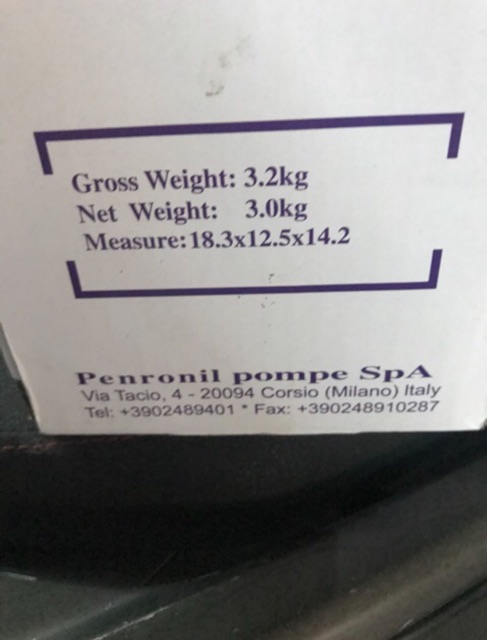 Gross Weight: 3.2kg
Net Weight: 3.0kg
Measure: 18.3x12.5x14.2
Penronil pompe SpA
Via Tacio, 4 - 20094 Corsio (Milano) Italy
Tel: +3902489401 * Fax: +390248910287